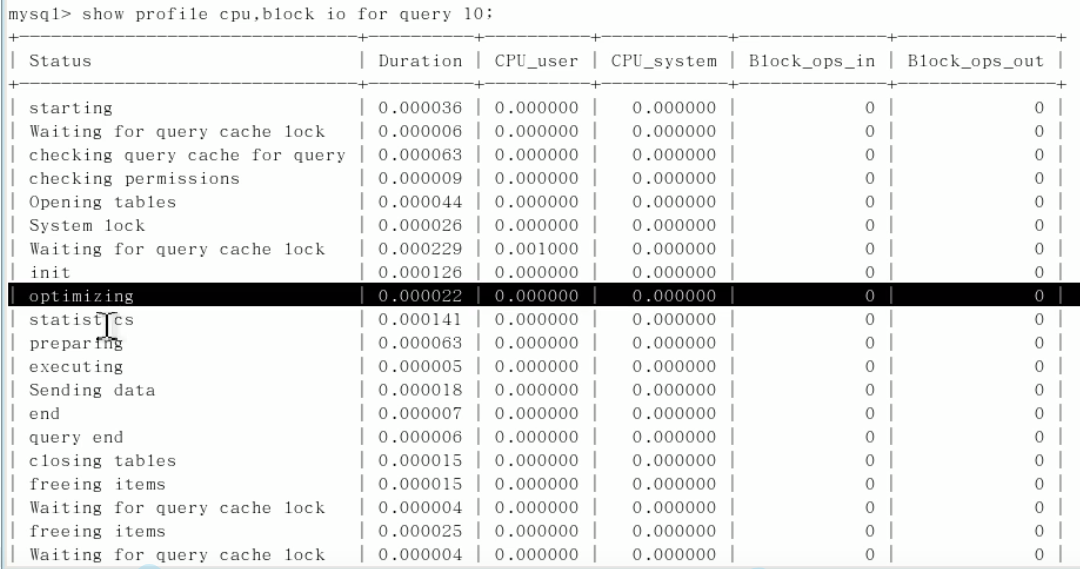 mysql> show profile cpu,block io for query 10;
| Status | Duration | CPU_user | CPU_system | Block_ops_in | Block_ops_out |
| starting | 0.000036 | 0.000000 | 0.000000 | 0 | 0 |
| Waiting for query cache lock | 0.000006 | 0.000000 | 0.000000 | 0 | 0 |
| checking query cache for query | 0.000063 | 0.000000 | 0.000000 | 0 | 0 |
| checking permissions | 0.000009 | 0.000000 | 0.000000 | 0 | 0 |
| Opening tables | 0.000044 | 0.000000 | 0.000000 | 0 | 0 |
| System lock | 0.000026 | 0.000000 | 0.000000 | 0 | 0 |
| Waiting for query cache lock | 0.000229 | 0.001000 | 0.000000 | 0 | 0 |
| init | 0.000126 | 0.000000 | 0.000000 | 0 | 0 |
| optimizing | 0.000022 | 0.000000 | 0.000000 | 0 | 0 |
| statistics | 0.000141 | 0.000000 | 0.000000 | 0 | 0 |
| preparing | 0.000063 | 0.000000 | 0.000000 | 0 | 0 |
| executing | 0.000005 | 0.000000 | 0.000000 | 0 | 0 |
| Sending data | 0.000018 | 0.000000 | 0.000000 | 0 | 0 |
| end | 0.000007 | 0.000000 | 0.000000 | 0 | 0 |
| query end | 0.000006 | 0.000000 | 0.000000 | 0 | 0 |
| closing tables | 0.000015 | 0.000000 | 0.000000 | 0 | 0 |
| freeing items | 0.000015 | 0.000000 | 0.000000 | 0 | 0 |
| Waiting for query cache lock | 0.000004 | 0.000000 | 0.000000 | 0 | 0 |
| freeing items | 0.000025 | 0.000000 | 0.000000 | 0 | 0 |
| Waiting for query cache lock | 0.000004 | 0.000000 | 0.000000 | 0 | 0 |